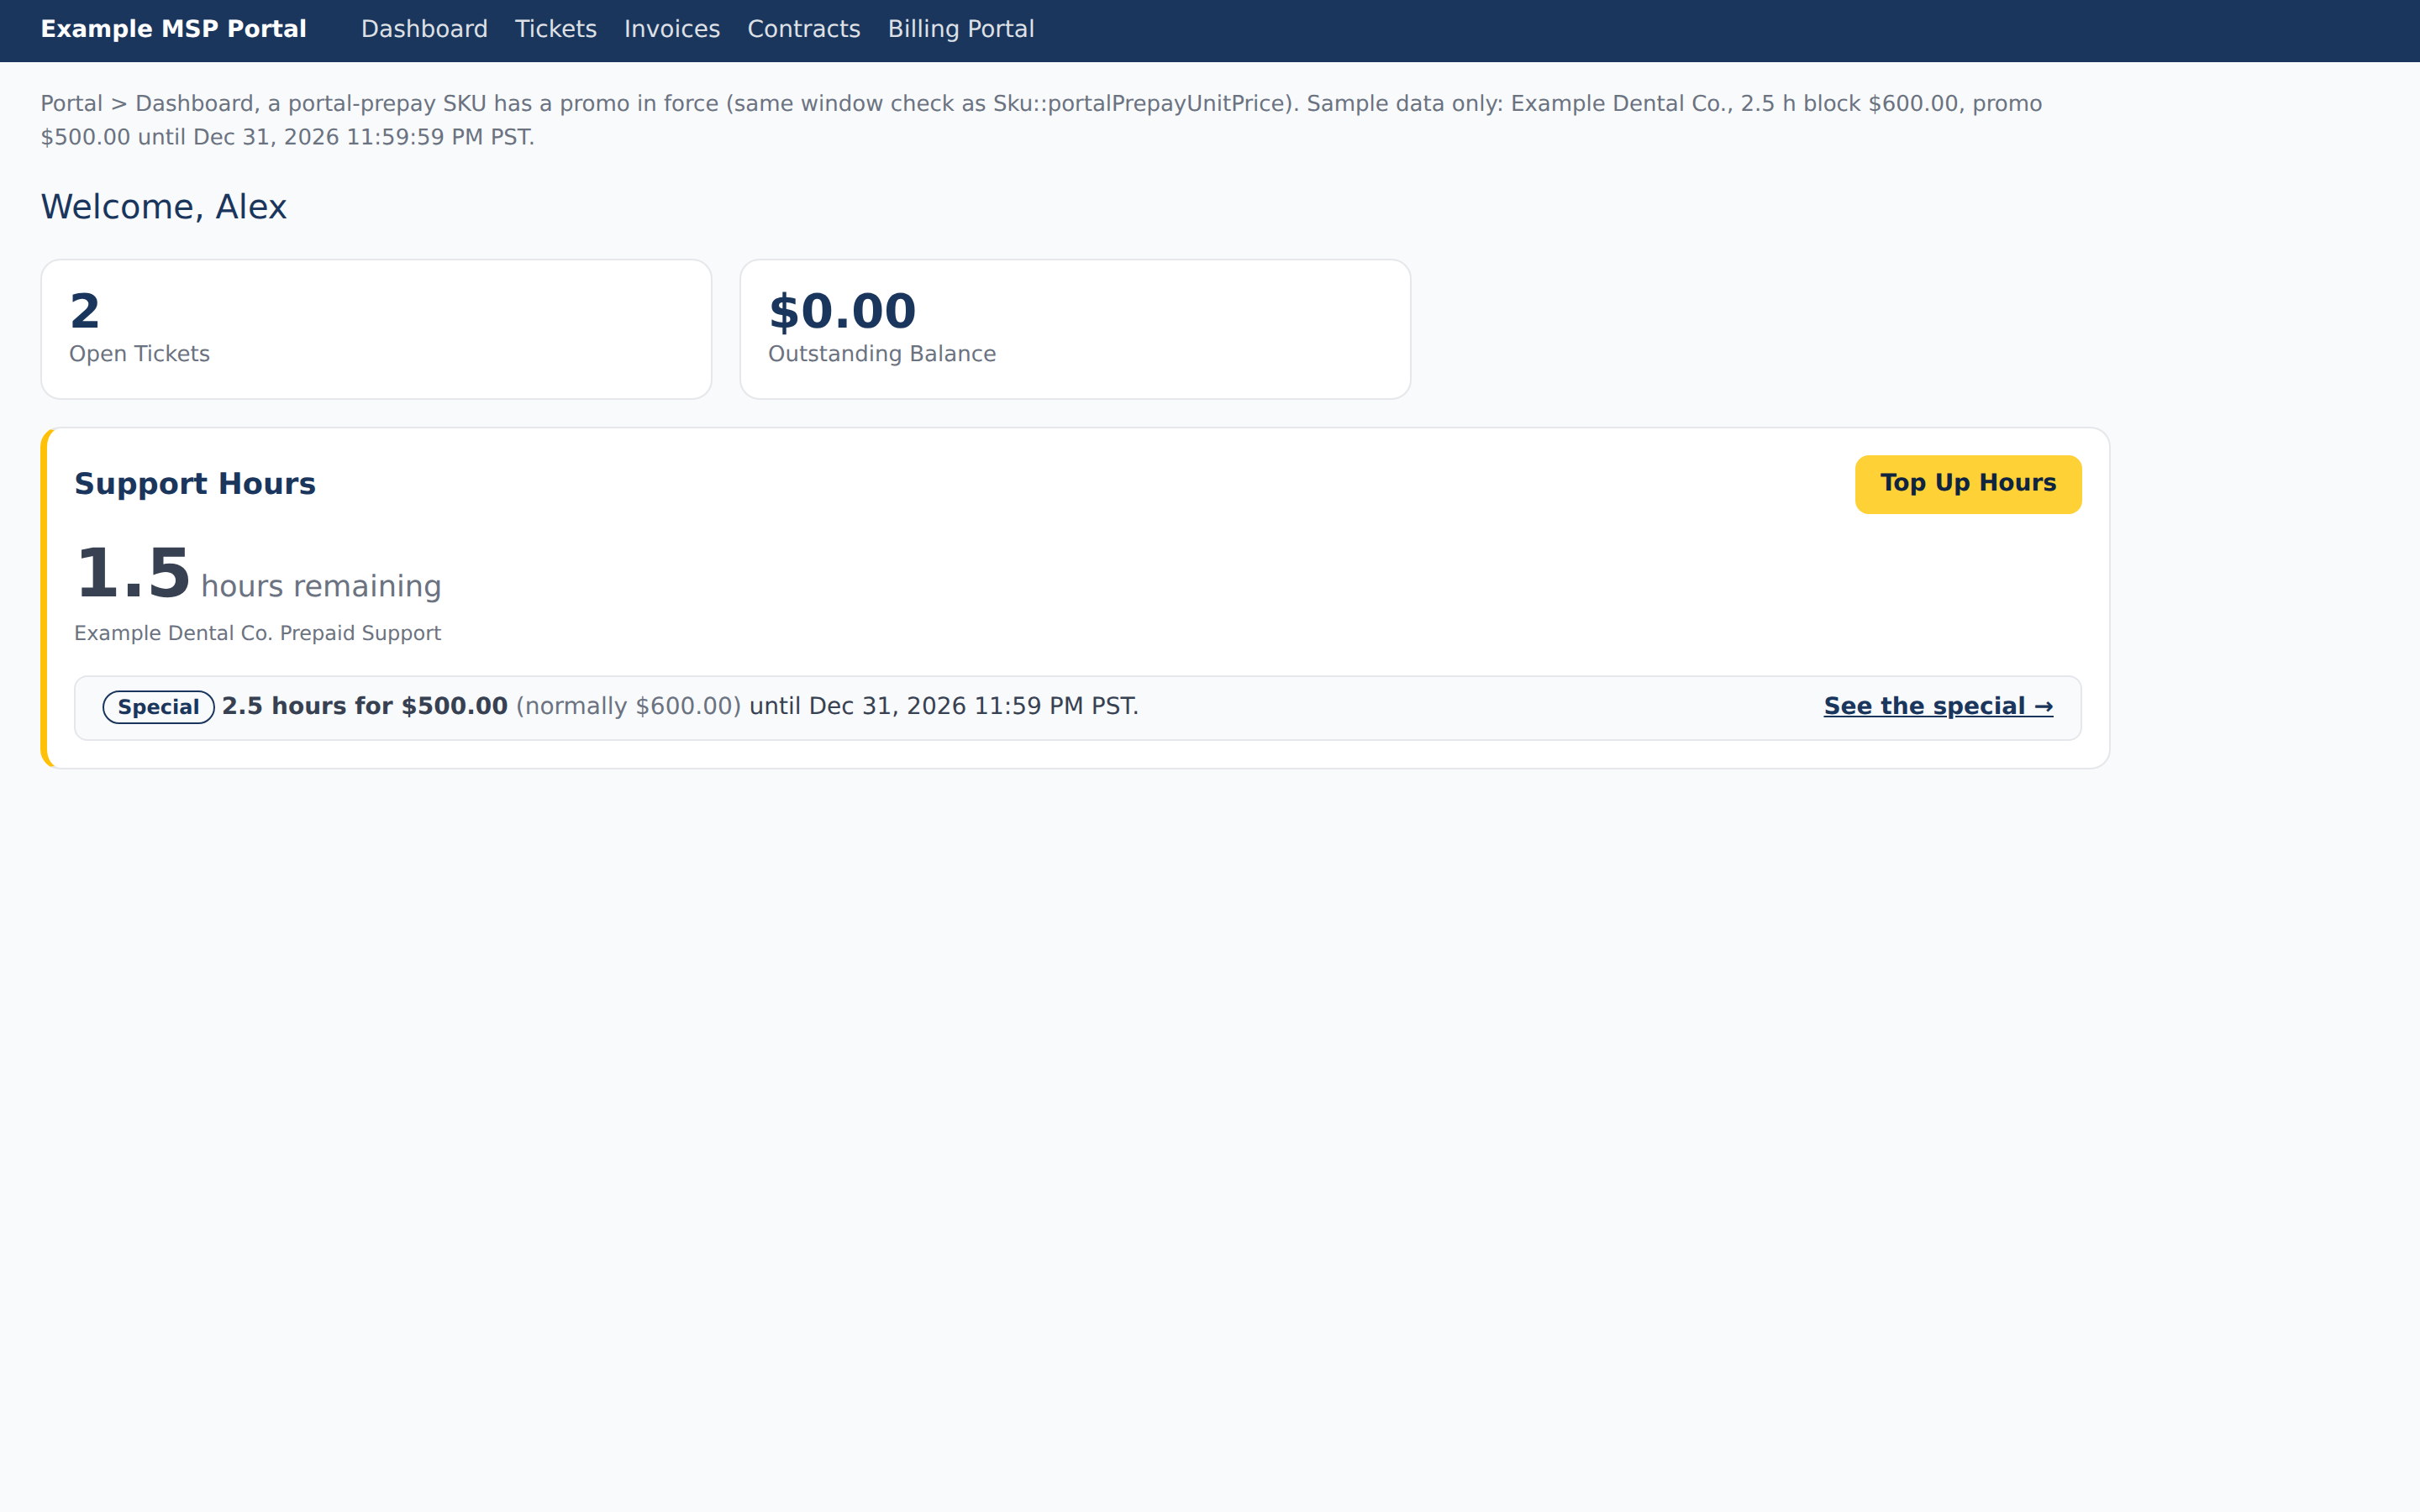 Example MSP Portal Dashboard Tickets Invoices Contracts Billing Portal
Portal > Dashboard, a portal-prepay SKU has a promo in force (same window check as Sku::portalPrepayUnitPrice). Sample data only: Example Dental Co., 2.5 h block $600.00, promo
$500.00 until Dec 31, 2026 11:59:59 PM PST.
Welcome, Alex
2
Open Tickets
$0.00
Outstanding Balance
Support Hours
Top Up Hours
1.5 hours remaining
Example Dental Co. Prepaid Support
Special 2.5 hours for $500.00 (normally $600.00) until Dec 31, 2026 11:59 PM PST.
See the special →